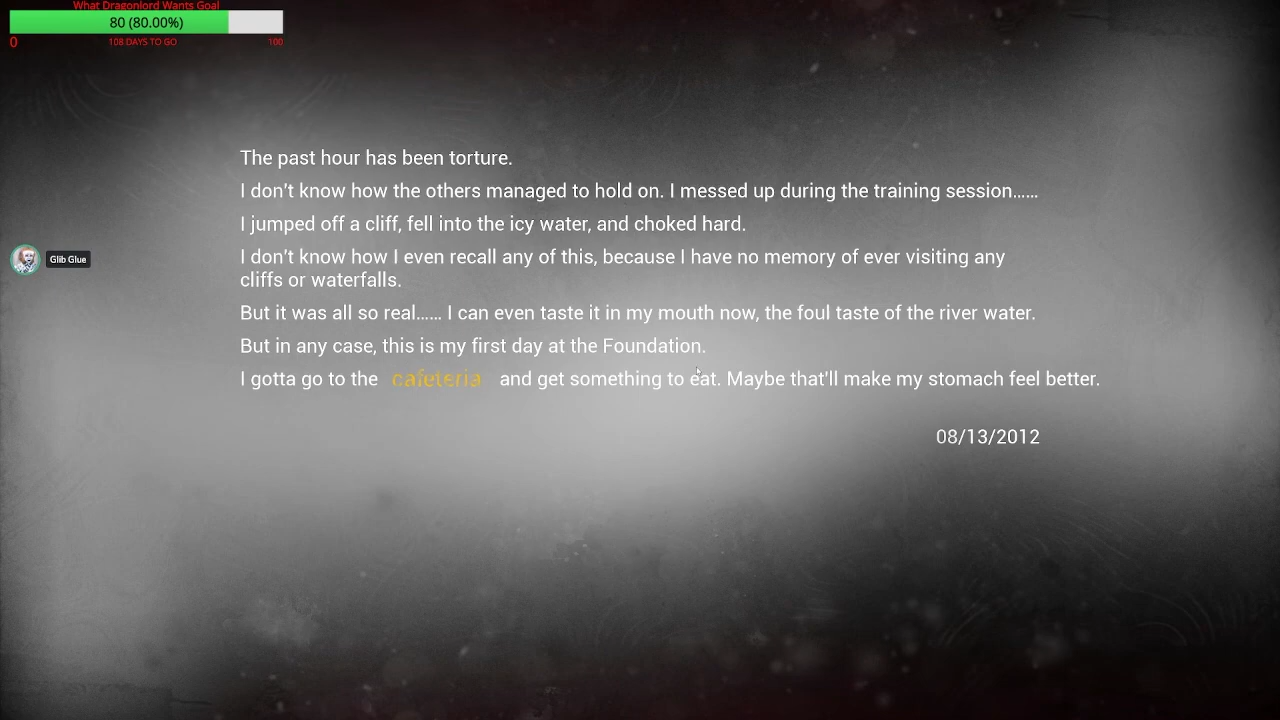 What Dragonlord Wants Goal
80 (80.00%)
0 108 DAYS TO GO 100
The past hour has been torture.
I don't know how the others managed to hold on. I messed up during the training session......
I jumped off a cliff, fell into the icy water, and choked hard.
Glib Glue
I don't know how I even recall any of this, because I have no memory of ever visiting any
cliffs or waterfalls.
But it was all so real...... I can even taste it in my mouth now, the foul taste of the river water.
But in any case, this is my first day at the Foundation.
I gotta go to the cafeteria and get something to eat. Maybe that'll make my stomach feel better.
08/13/2012